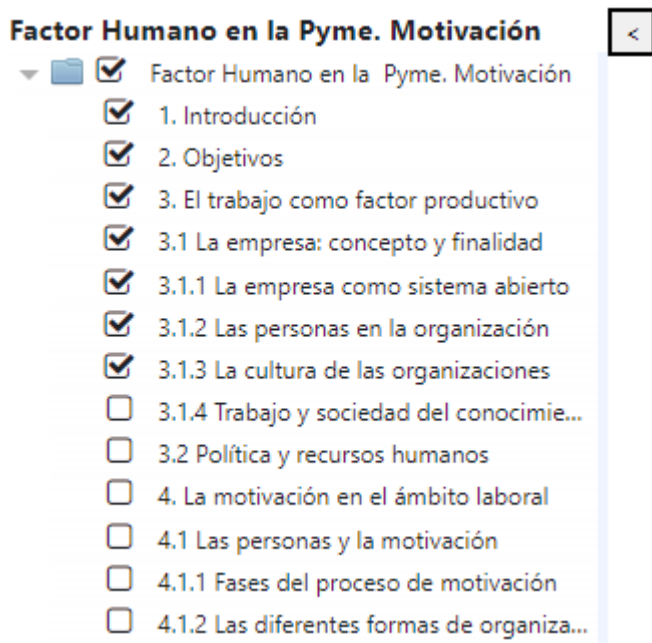 Factor Humano en la Pyme. Motivación <
Factor Humano en la Pyme. Motivación
1. Introducción
2. Objetivos
3. El trabajo como factor productivo
3.1 La empresa: concepto y finalidad
3.1.1 La empresa como sistema abierto
3.1.2 Las personas en la organización
3.1.3 La cultura de las organizaciones
3.1.4 Trabajo y sociedad del conocimie...
3.2 Política y recursos humanos
4. La motivación en el ámbito laboral
4.1 Las personas y la motivación
4.1.1 Fases del proceso de motivación
4.1.2 Las diferentes formas de organiza...